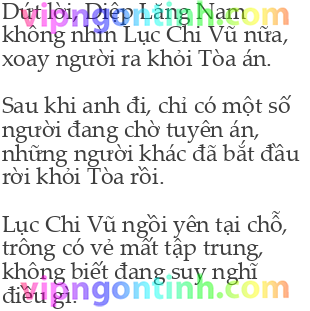 vipngontinh.com
Dứt lời, Diệp Lăng Nam
không nhìn Lục Chi Vũ nữa,
xoay người ra khỏi Tòa án.
Sau khi anh đi, chỉ có một số
người đang chờ tuyên án,
những người khác đã bắt đầu
rời khỏi Tòa rồi.
Lục Chi Vũ ngồi yên tại chỗ,
trông có vẻ mất tập trung,
không biết đang suy nghĩ
điều gì.
vipngontinh.com